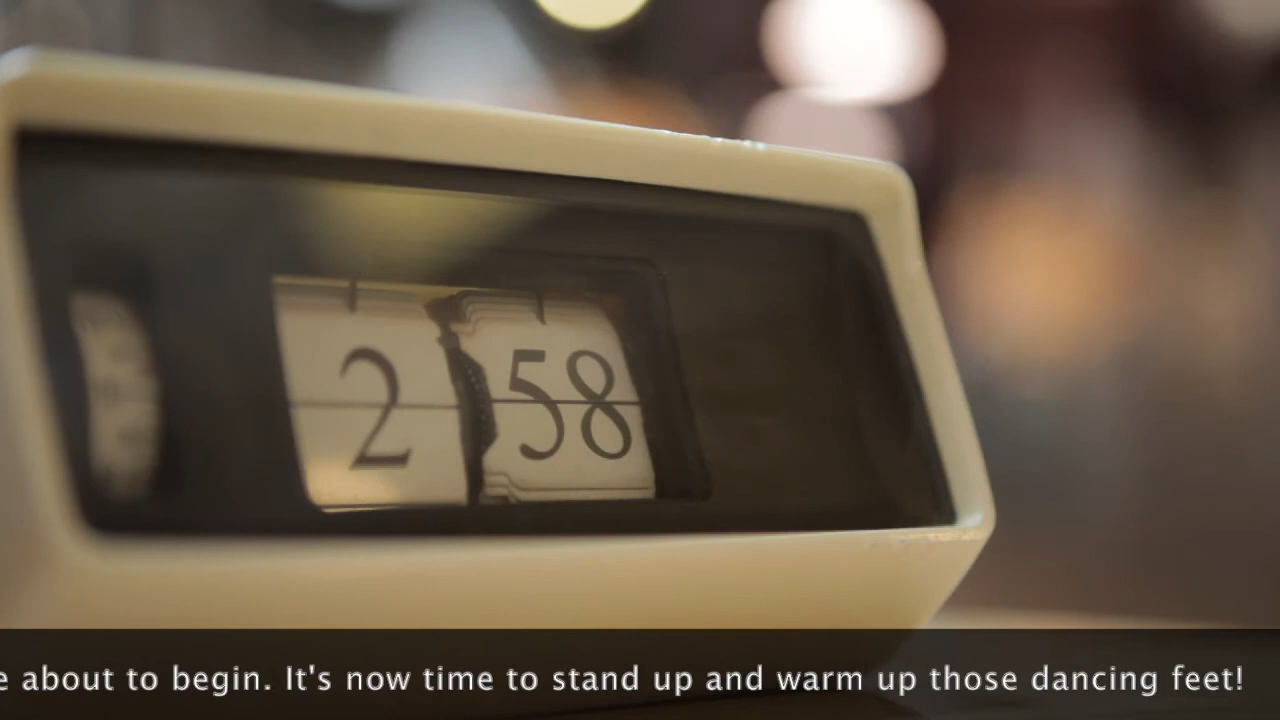 2 58
e about to begin. It's now time to stand up and warm up those dancing feet!